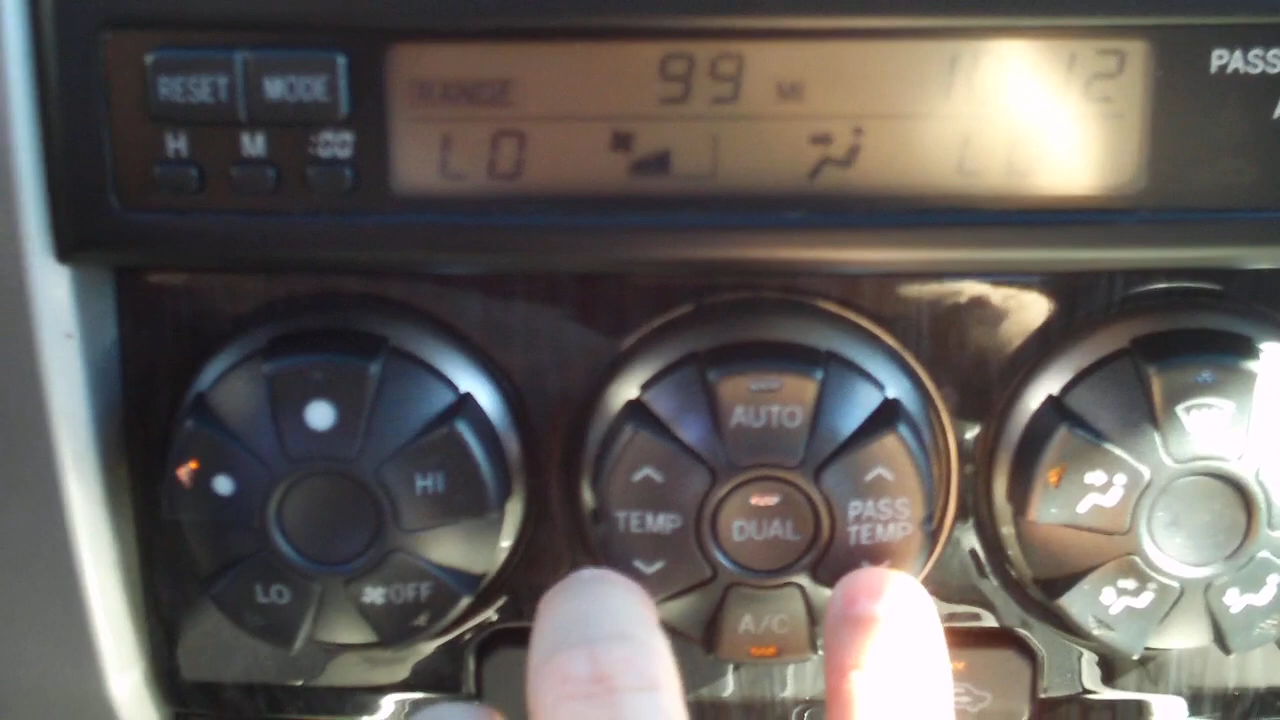 RESET MODE
RANGE 99 MI
PASS
H M :00
LO
AUTO
HI
TEMP
DUAL
PASS
TEMP
LO
OFF
A/C